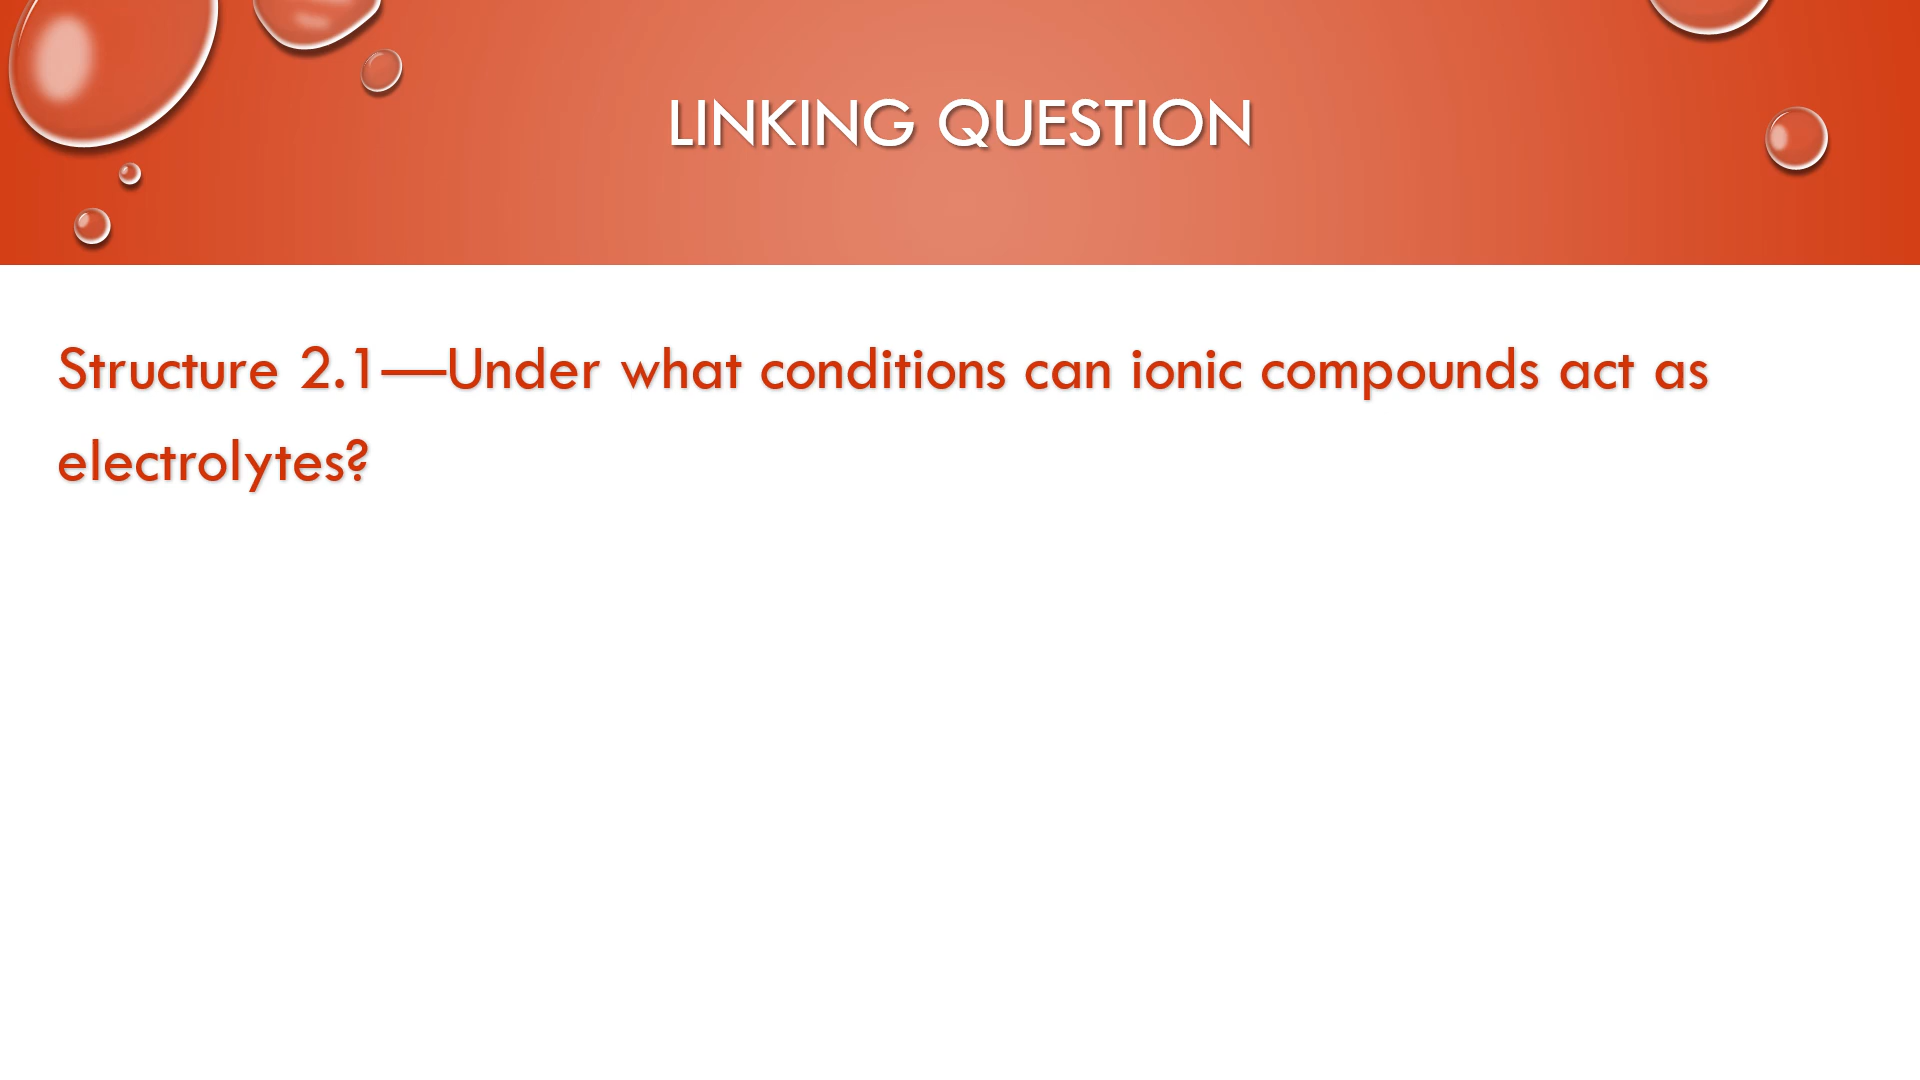 LINKING QUESTION
Structure 2.1—Under what conditions can ionic compounds act as
electrolytes?